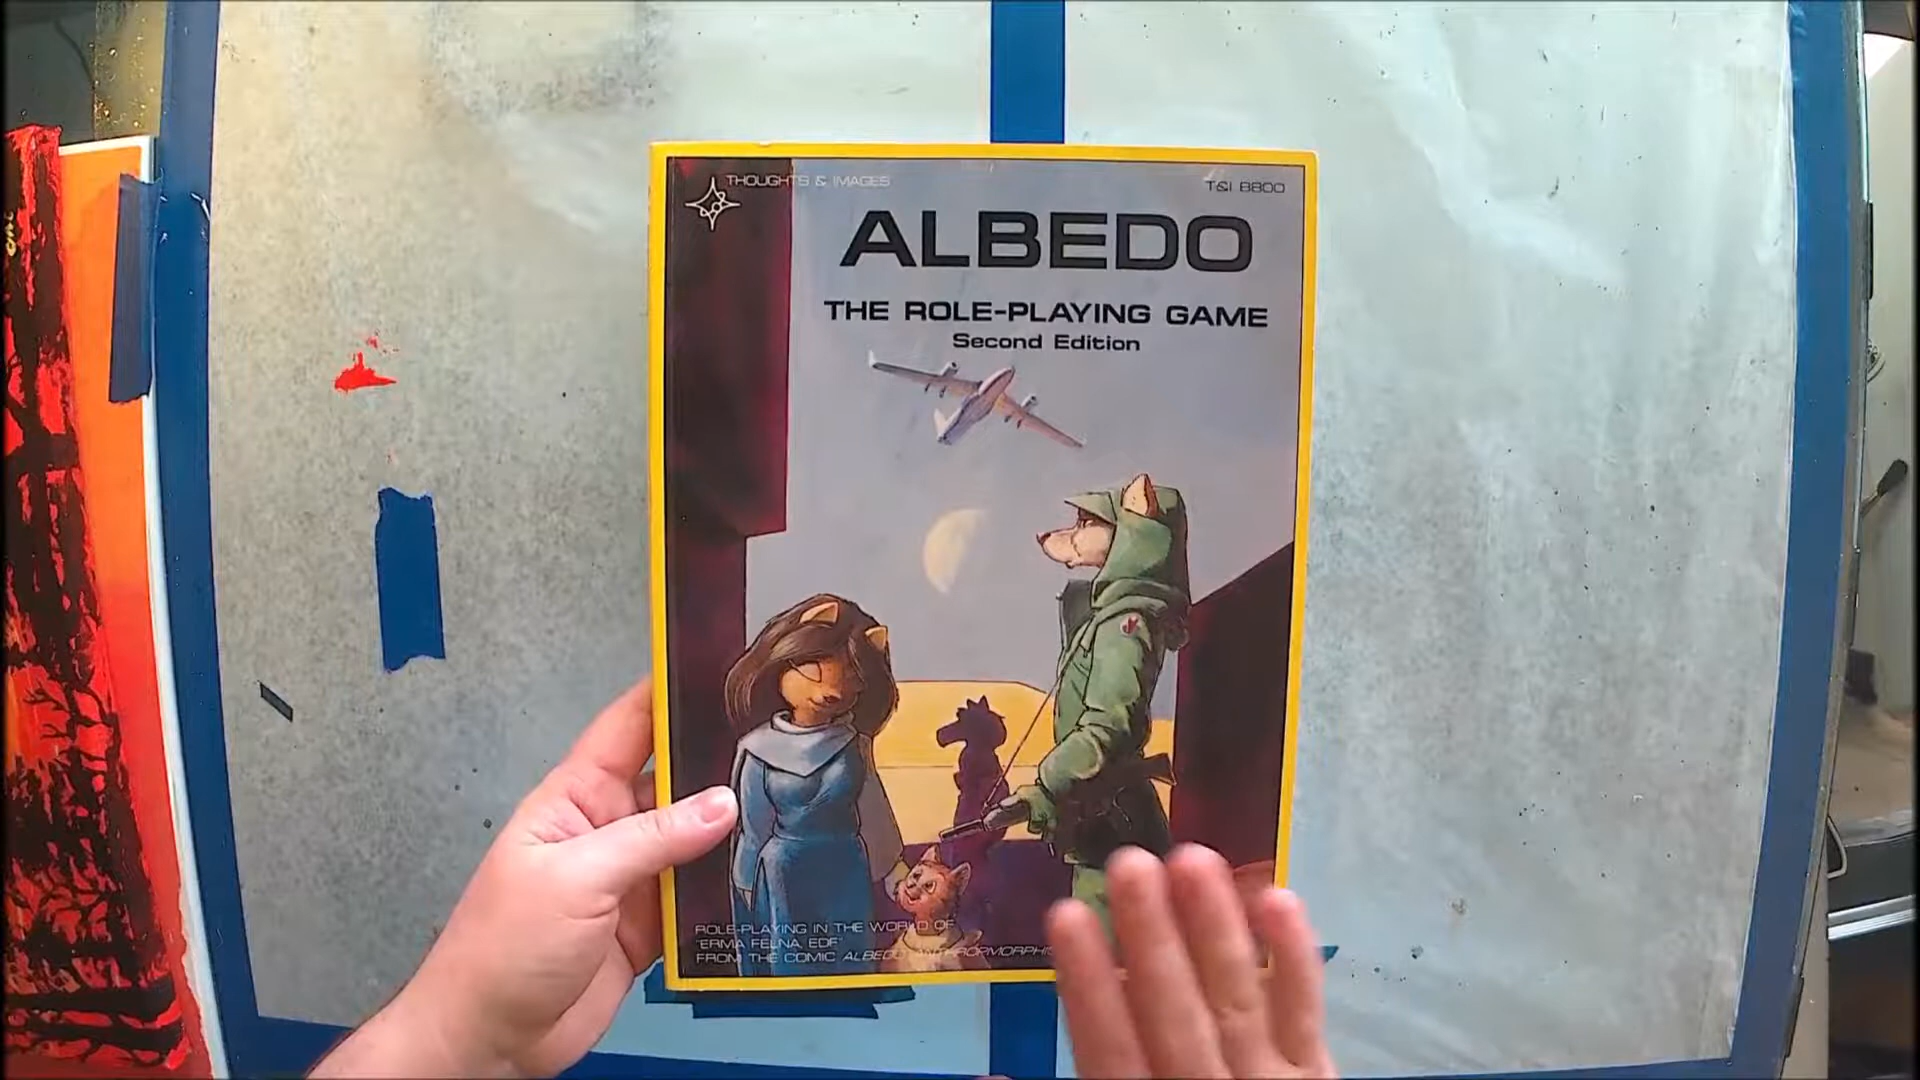 THOUGHTS & IMAGES
T&I 8800
ALBEDO
THE ROLE-PLAYING GAME
Second Edition
ROLE-PLAYING IN THE WORLD OF
"ERMA FELNA, EDF"
FROM THE COMIC ALBEDO